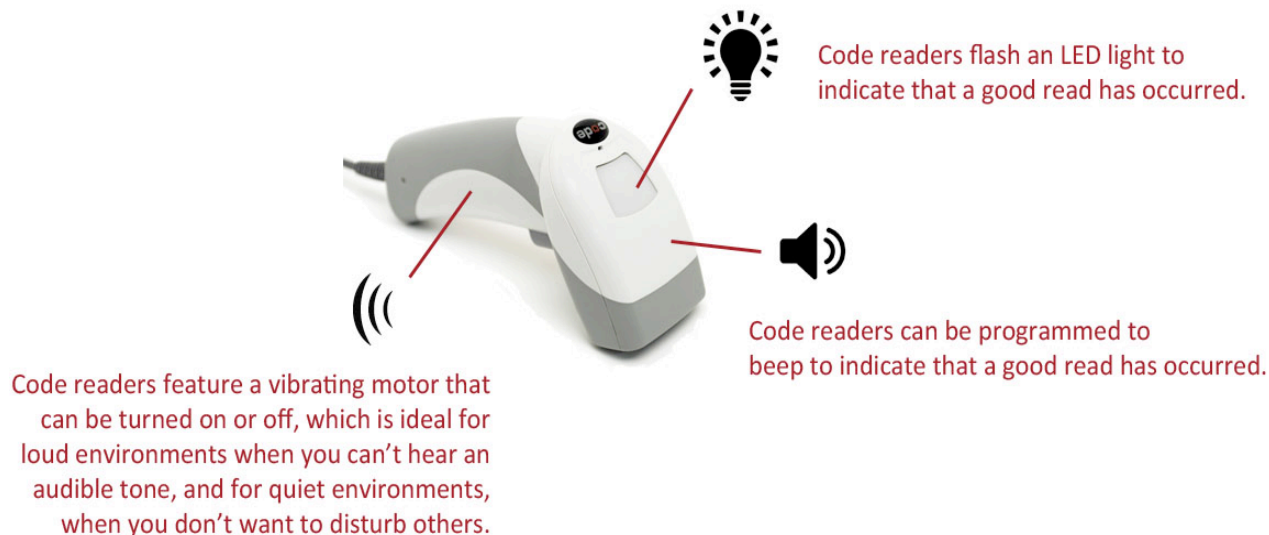 Code readers flash an LED light to
indicate that a good read has occurred.
code
Code readers can be programmed to
beep to indicate that a good read has occurred.
Code readers feature a vibrating motor that
can be turned on or off, which is ideal for
loud environments when you can't hear an
audible tone, and for quiet environments,
when you don't want to disturb others.